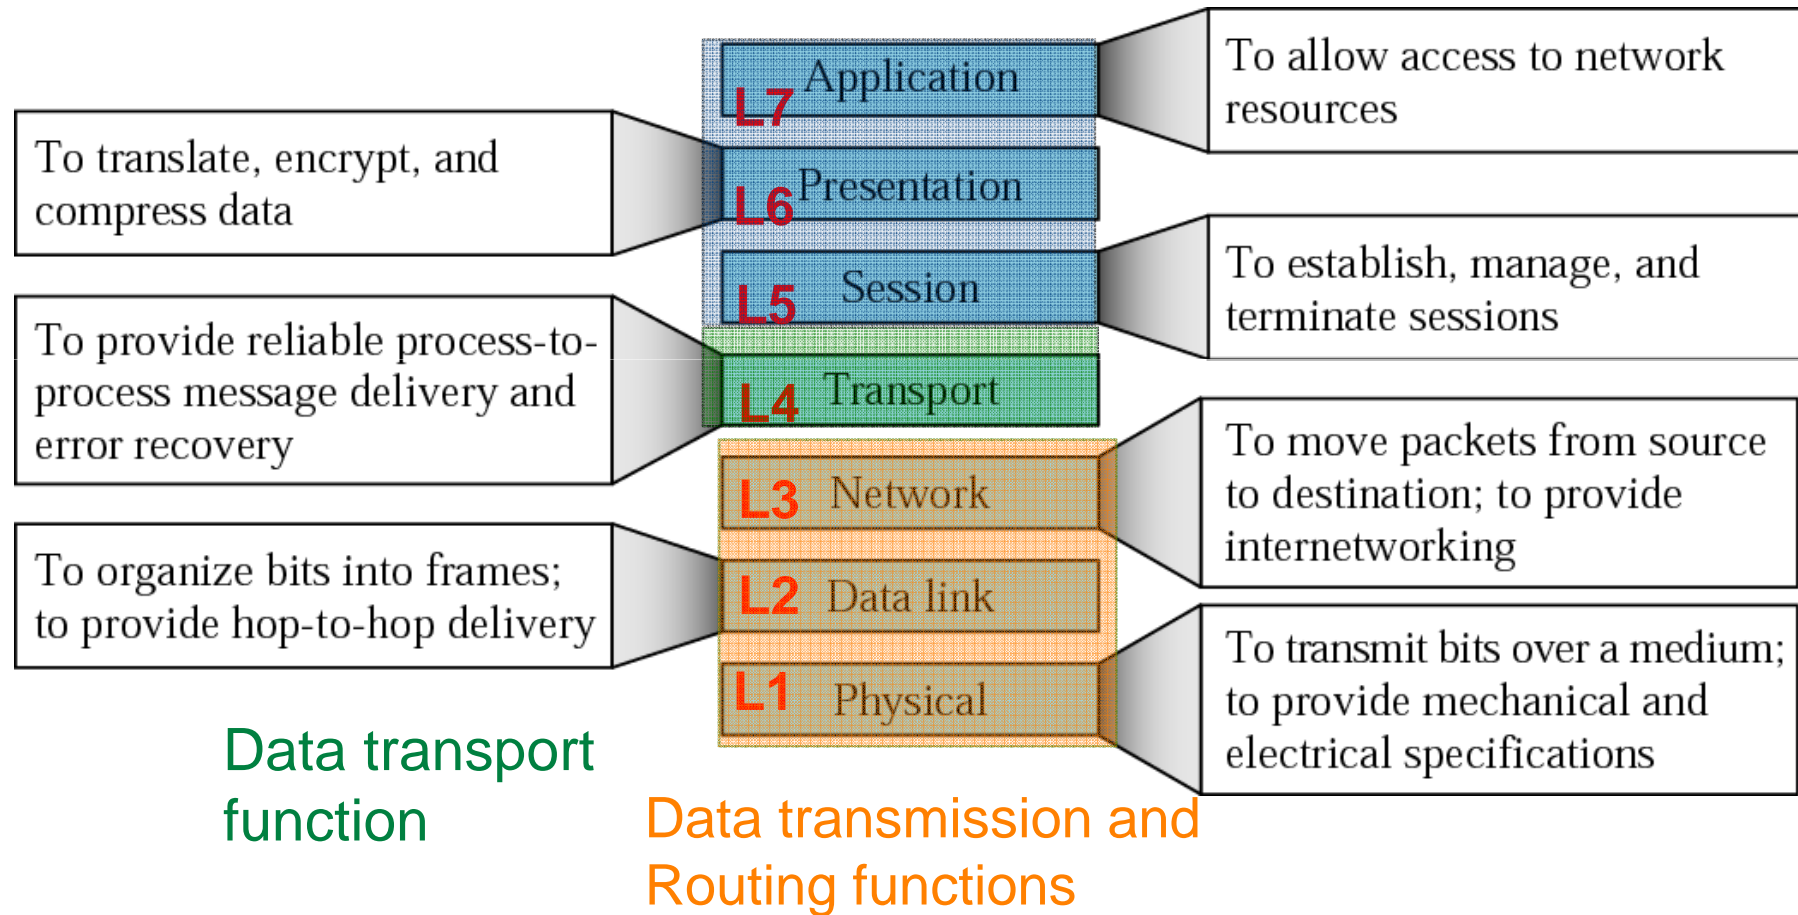 To allow access to network
resources
L7 Application
To translate, encrypt, and
compress data
L6 Presentation
To establish, manage, and
terminate sessions
L5 Session
To provide reliable process-to-
process message delivery and
error recovery
L4 Transport
To move packets from source
to destination; to provide
internetworking
L3 Network
To organize bits into frames;
to provide hop-to-hop delivery
L2 Data link
To transmit bits over a medium;
to provide mechanical and
electrical specifications
L1 Physical
Data transport
function
Data transmission and
Routing functions